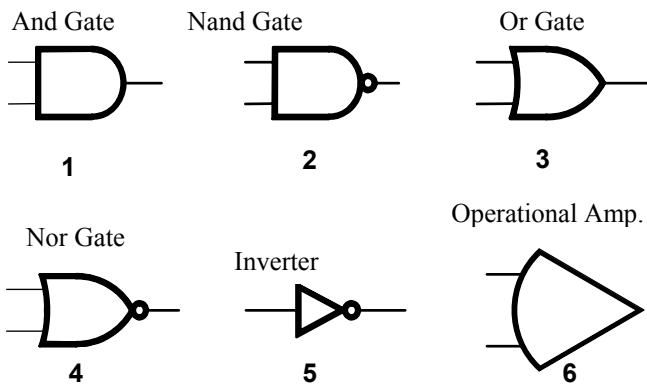 And Gate
Nand Gate
Or Gate
1
2
3
Nor Gate
Inverter
Operational Amp.
4
5
6